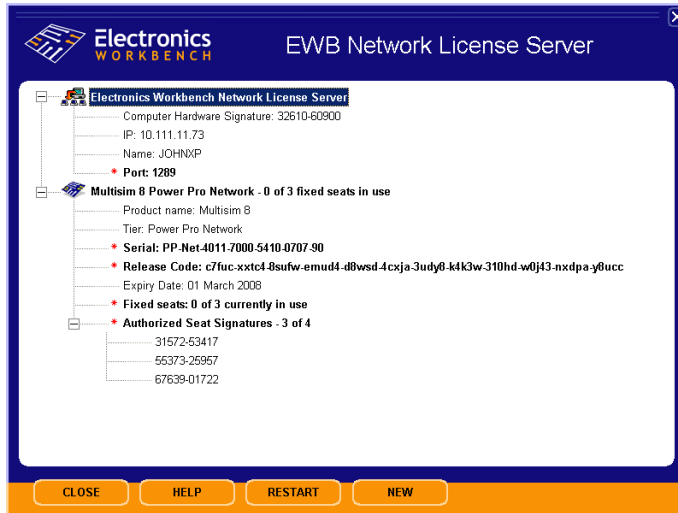 Electronics
WORKBENCH
EWB Network License Server
Electronics Workbench Network License Server
Computer Hardware Signature: 32610-60900
IP: 10.111.11.73
Name: JOHNXP
* Port: 1289
Multisim 8 Power Pro Network - 0 of 3 fixed seats in use
Product name: Multisim 8
Tier: Power Pro Network
* Serial: PP-Net-4011-7000-5410-0707-90
* Release Code: c7fuc-xxtc4-8sufw-emud4-d8wsd-4cxja-3udy8-k4k3w-310hd-w0j43-nxdpa-y8ucc
Expiry Date: 01 March 2008
* Fixed seats: 0 of 3 currently in use
* Authorized Seat Signatures - 3 of 4
31572-53417
55373-25957
67639-01722
CLOSE HELP RESTART NEW